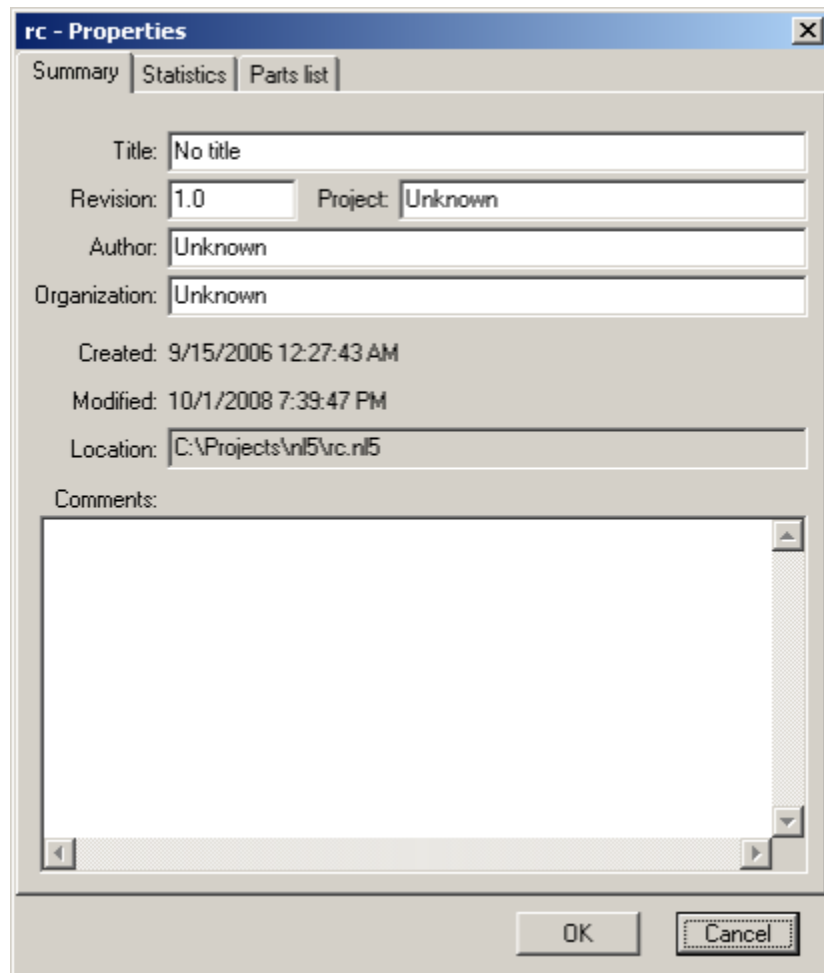 rc - Properties
Summary Statistics Parts list
Title: No title
Revision: 1.0 Project: Unknown
Author: Unknown
Organization: Unknown
Created: 9/15/2006 12:27:43 AM
Modified: 10/1/2008 7:39:47 PM
Location: C:\Projects\nl5\rc.nl5
Comments:
OK Cancel